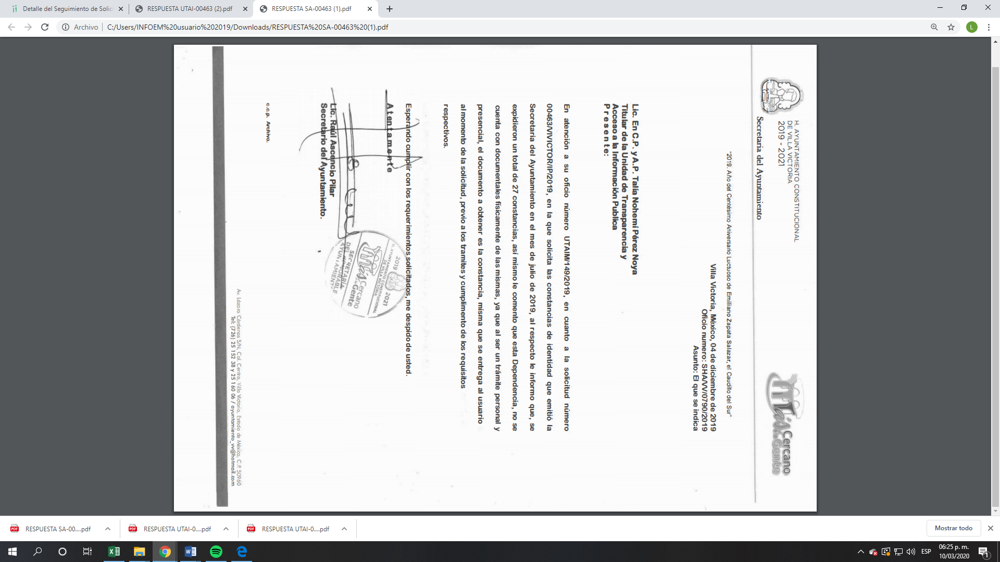 Detalle del Seguimiento de Solici
RESPUESTA UTAI-00463 (2).pdf
RESPUESTA SA-00463 (1).pdf
Archivo
C:/Users/INFOEM%20usuario%202019/Downloads/RESPUESTA%20SA-00463%20(1).pdf
L
H. AYUNTAMIENTO CONSTITUCIONAL
DE VILLA VICTORIA
2019 - 2021
Secretaria del Ayuntamiento
Más Cercano
a la Gente
"2019. Año del Centésimo Aniversario Luctuoso de Emiliano Zapata Salazar, el Caudillo del Sur"
Villa Victoria, México, 04 de diciembre de 2019
Oficio numero: SHA/VV/0790/2019
Asunto: El que se indica
Lic. En C.P. y A.P. Talía Nohemí Pérez Noya
Titular de la Unidad de Transparencia y
Acceso a la Información Publica
P r e s e n t e:
En atención a su oficio número UTAIM/149/2019, en cuanto a la solicitud número
00463/VIVICTOR/IP/2019, en la que solicita las constancias de identidad que emitió la
Secretaria del Ayuntamiento en el mes de julio de 2019, al respecto le informo que, se
expidieron un total de 27 constancias, así mismo le comento que esta Dependencia, no se
cuenta con documentales físicamente de las mismas, ya que al ser un trámite personal y
presencial, el documento a obtener es la constancia, misma que se entrega al usuario
al momento de la solicitud, previo a los tramites y cumplimento de los requisitos
respectivos.
Esperando cumplir con los requerimientos solicitados, me despido de usted.
A t e n t a m e n t e
Lic. Raúl Ascencio Pilar
Secretario del Ayuntamiento.
H. AYUNTAMIENTO CONSTITUCIONAL
DE VILLA VICTORIA
2019 2021
Más Cercano
a su Gente
SECRETARÍA
DEL HONORABLE
AYUNTAMIENTO
c.c.p. Archivo.
Av. Lázaro Cárdenas S/N, Col. Centro, Villa Victoria, Estado de México, C.P. 50960
Tel: (726) 25 152 38 y 25 1 60 06 / ayuntamiento_vv@hotmail.com
RESPUESTA SA-00....pdf
RESPUESTA UTAI-0....pdf
RESPUESTA UTAI-0....pdf
Mostrar todo
ESP
06:25 p. m.
10/03/2020
1